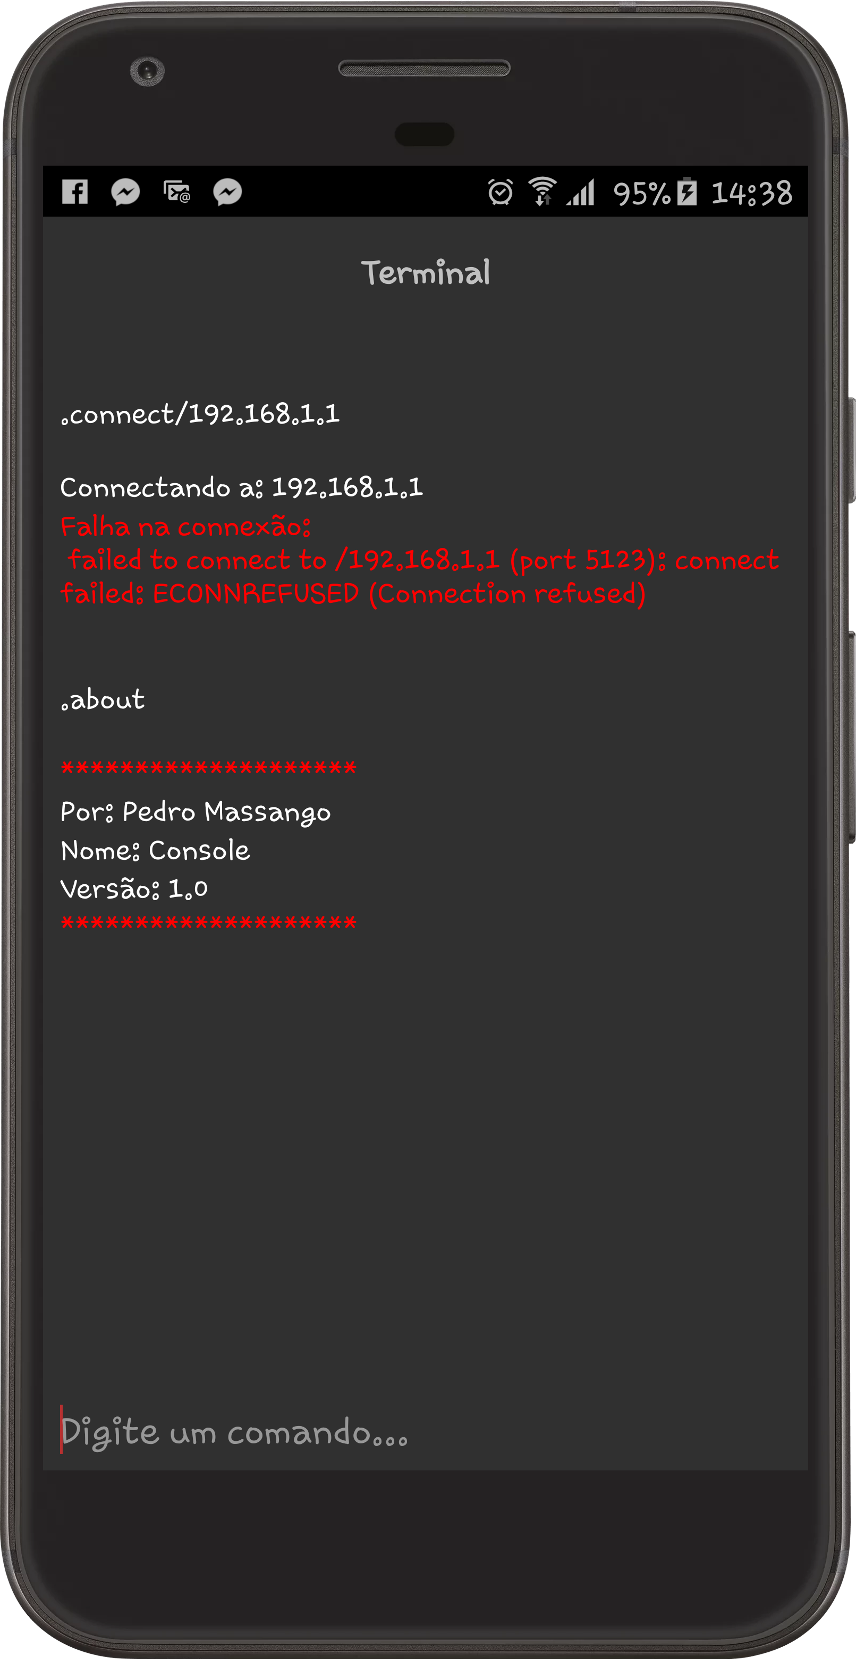 95% 14:38
Terminal
.connect/192.168.1.1
Connectando a: 192.168.1.1
Falha na connexão:
failed to connect to /192.168.1.1 (port 5123): connect
failed: ECONNREFUSED (Connection refused)
.about
********************
Por: Pedro Massango
Nome: Console
Versão: 1.0
********************
Digite um comando...